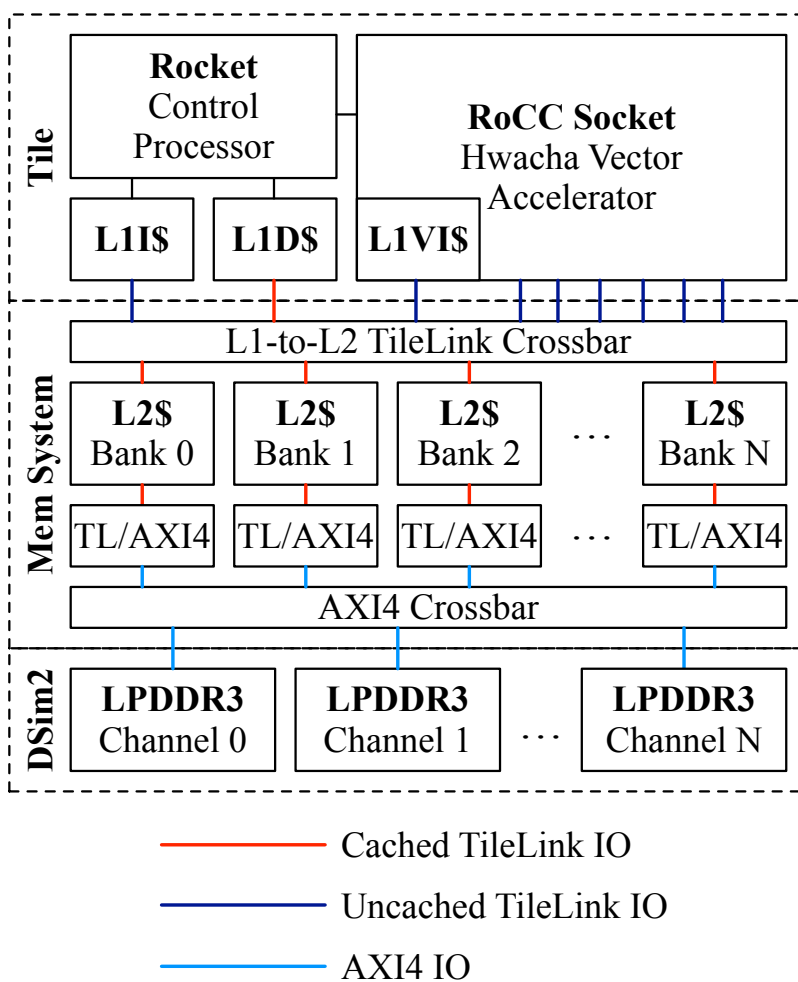 Tile
Rocket
Control
Processor
RoCC Socket
Hwacha Vector
Accelerator
L1I$
L1D$
L1VI$
Mem System
L1-to-L2 TileLink Crossbar
L2$
Bank 0
L2$
Bank 1
L2$
Bank 2
...
L2$
Bank N
TL/AXI4
TL/AXI4
TL/AXI4
...
TL/AXI4
AXI4 Crossbar
DSim2
LPDDR3
Channel 0
LPDDR3
Channel 1
...
LPDDR3
Channel N
Cached TileLink IO
Uncached TileLink IO
AXI4 IO